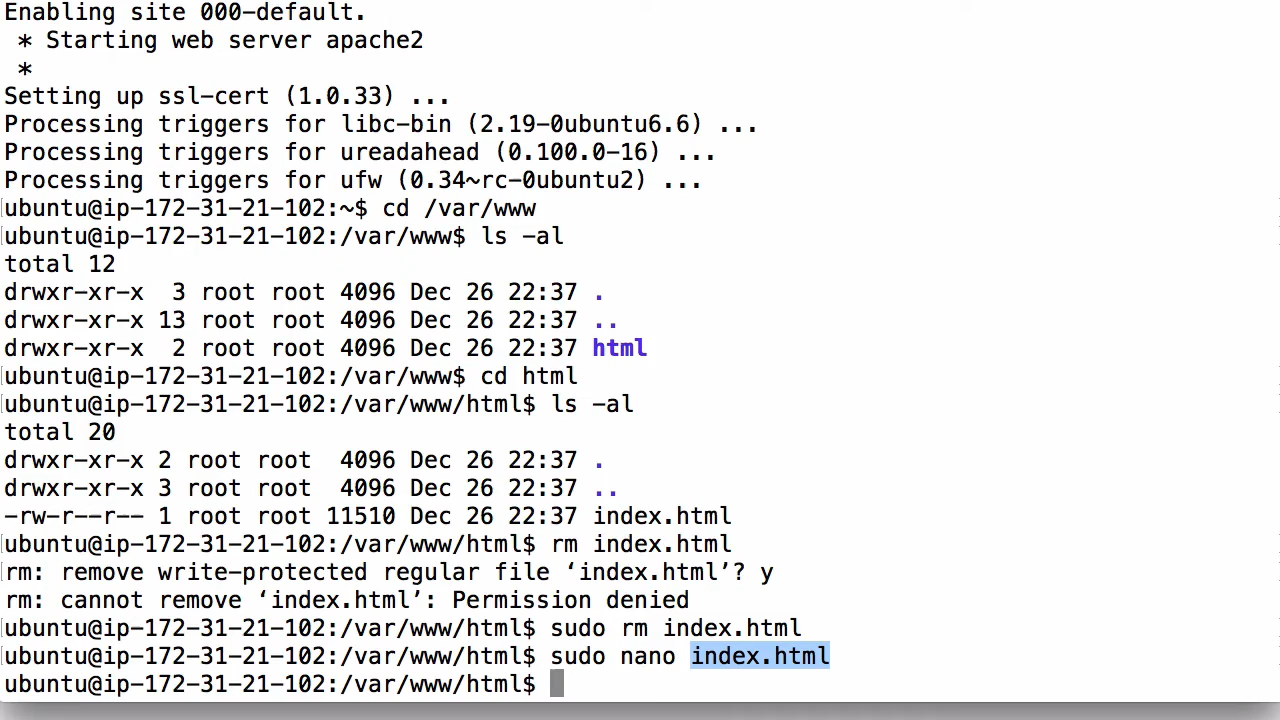 Enabling site 000-default.
 * Starting web server apache2
 *
Setting up ssl-cert (1.0.33) ...
Processing triggers for libc-bin (2.19-0ubuntu6.6) ...
Processing triggers for ureadahead (0.100.0-16) ...
Processing triggers for ufw (0.34~rc-0ubuntu2) ...
[ubuntu@ip-172-31-21-102:~$ cd /var/www
[ubuntu@ip-172-31-21-102:/var/www$ ls -al
total 12
drwxr-xr-x  3 root root 4096 Dec 26 22:37 .
drwxr-xr-x 13 root root 4096 Dec 26 22:37 ..
drwxr-xr-x  2 root root 4096 Dec 26 22:37 html
[ubuntu@ip-172-31-21-102:/var/www$ cd html
[ubuntu@ip-172-31-21-102:/var/www/html$ ls -al
total 20
drwxr-xr-x 2 root root  4096 Dec 26 22:37 .
drwxr-xr-x 3 root root  4096 Dec 26 22:37 ..
-rw-r--r-- 1 root root 11510 Dec 26 22:37 index.html
[ubuntu@ip-172-31-21-102:/var/www/html$ rm index.html
[rm: remove write-protected regular file ‘index.html’? y
rm: cannot remove ‘index.html’: Permission denied
[ubuntu@ip-172-31-21-102:/var/www/html$ sudo rm index.html
[ubuntu@ip-172-31-21-102:/var/www/html$ sudo nano index.html
ubuntu@ip-172-31-21-102:/var/www/html$